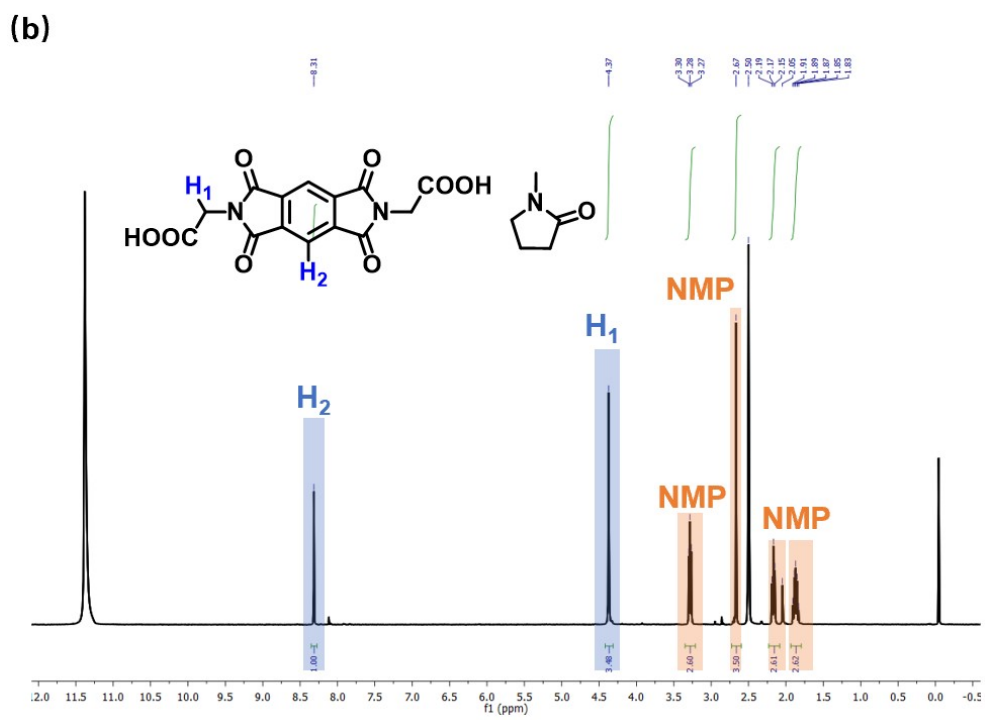 (b)
8.31
4.37
3.30
3.28
3.27
2.67
2.50
2.19
2.17
2.15
2.05
1.91
1.89
1.87
1.85
1.83
O O
H1 COOH
N N N O
HOOC
O O
H2
NMP
H1
H2
NMP NMP
1.00 3.48 2.60 3.50 2.61 2.62
12.0 11.5 11.0 10.5 10.0 9.5 9.0 8.5 8.0 7.5 7.0 6.5 6.0 5.5 5.0 4.5 4.0 3.5 3.0 2.5 2.0 1.5 1.0 0.5 0.0 -0.5
f1 (ppm)